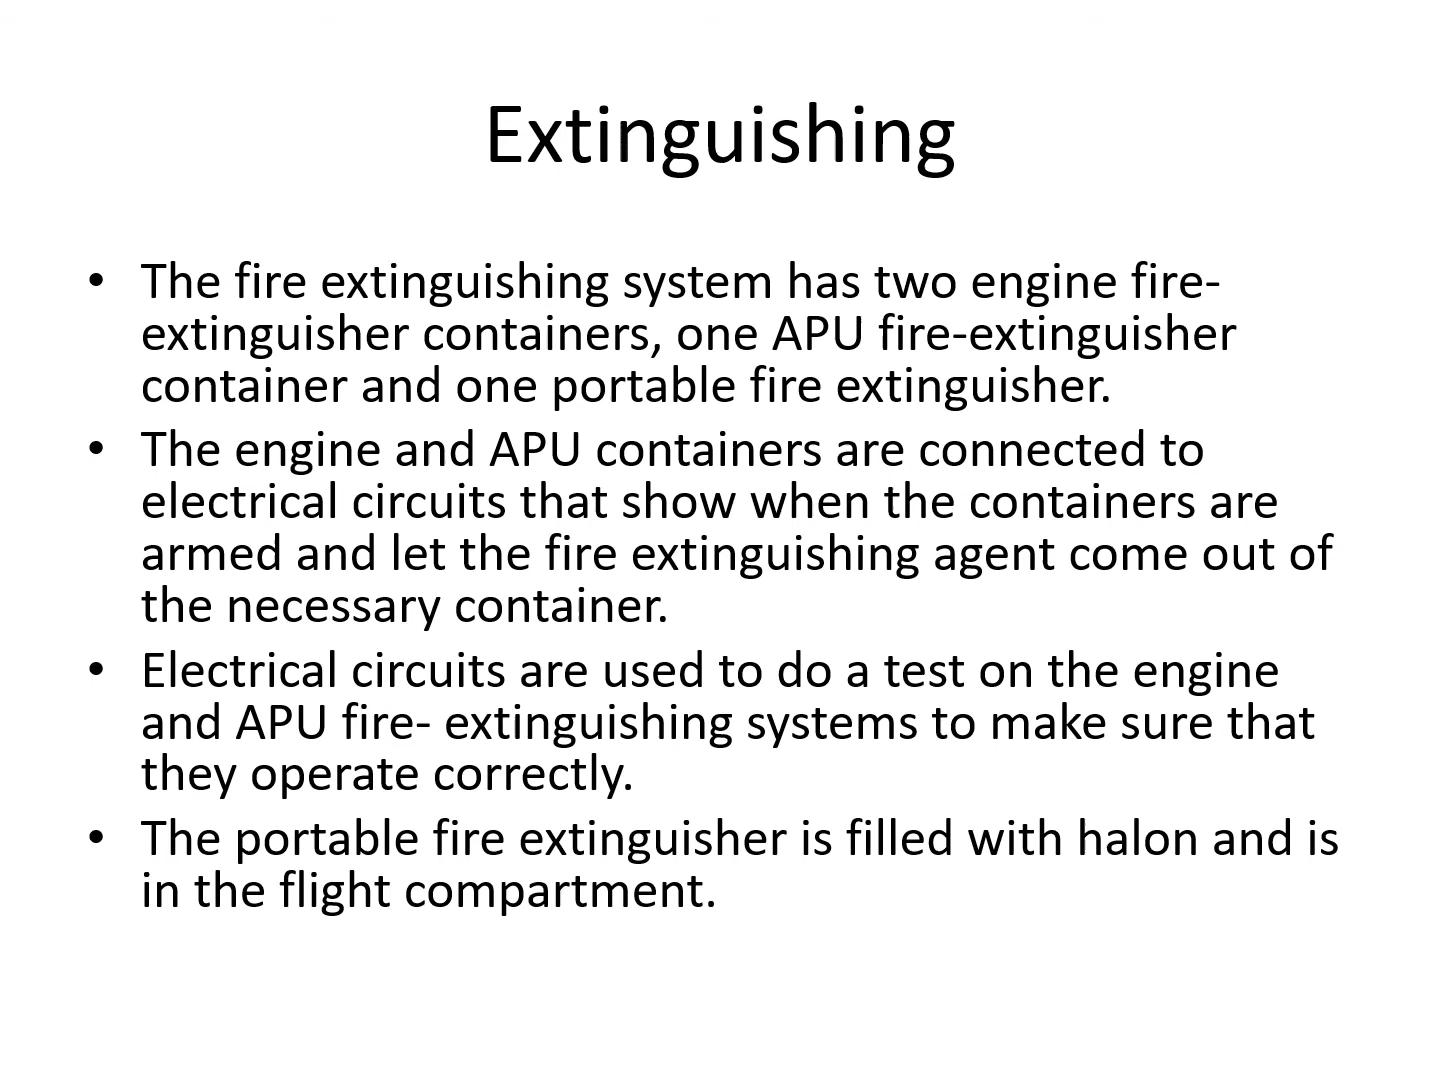 Extinguishing
• The fire extinguishing system has two engine fire-
extinguisher containers, one APU fire-extinguisher
container and one portable fire extinguisher.
• The engine and APU containers are connected to
electrical circuits that show when the containers are
armed and let the fire extinguishing agent come out of
the necessary container.
• Electrical circuits are used to do a test on the engine
and APU fire- extinguishing systems to make sure that
they operate correctly.
• The portable fire extinguisher is filled with halon and is
in the flight compartment.